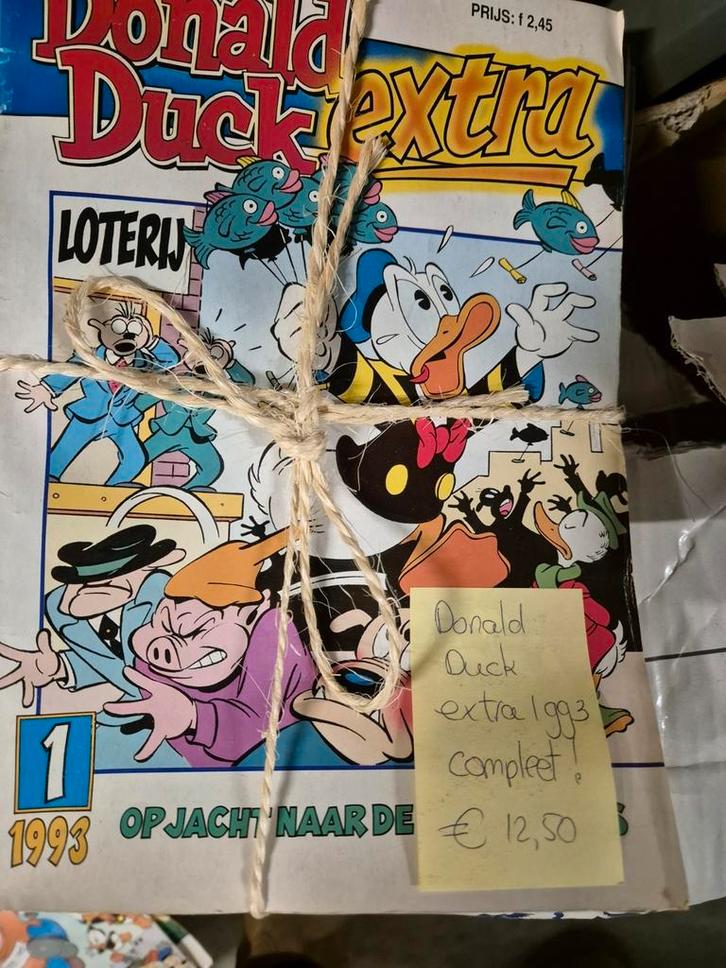 PRIJS: f 2,45
Donald
Duck extra
LOTERIJ
Donald
Duck
extra 1993
compleet!
€ 12,50
1
1993
OP JACHT NAAR DE S